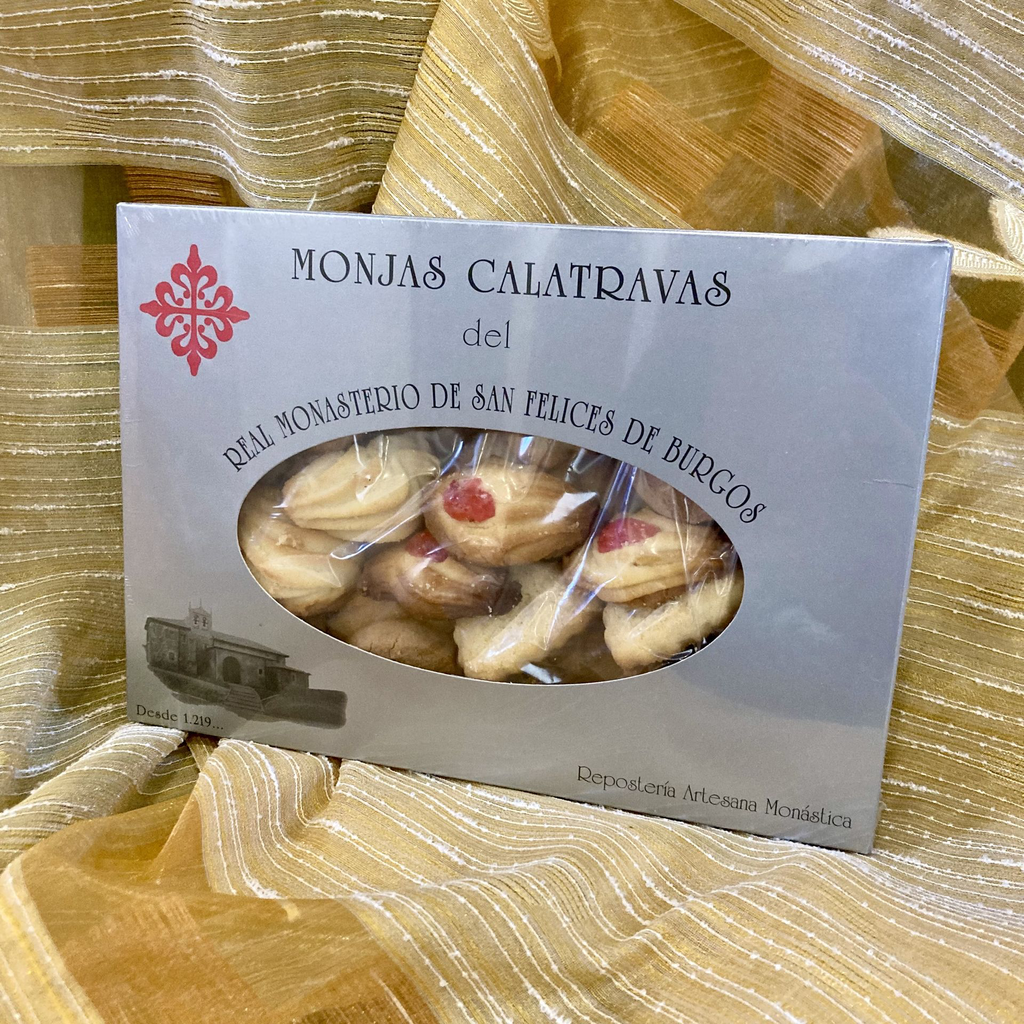 MONJAS CALATRAVAS
del
REAL MONASTERIO DE SAN FELICES DE BURGOS
Desde 1.219...
Repostería Artesana Monástica